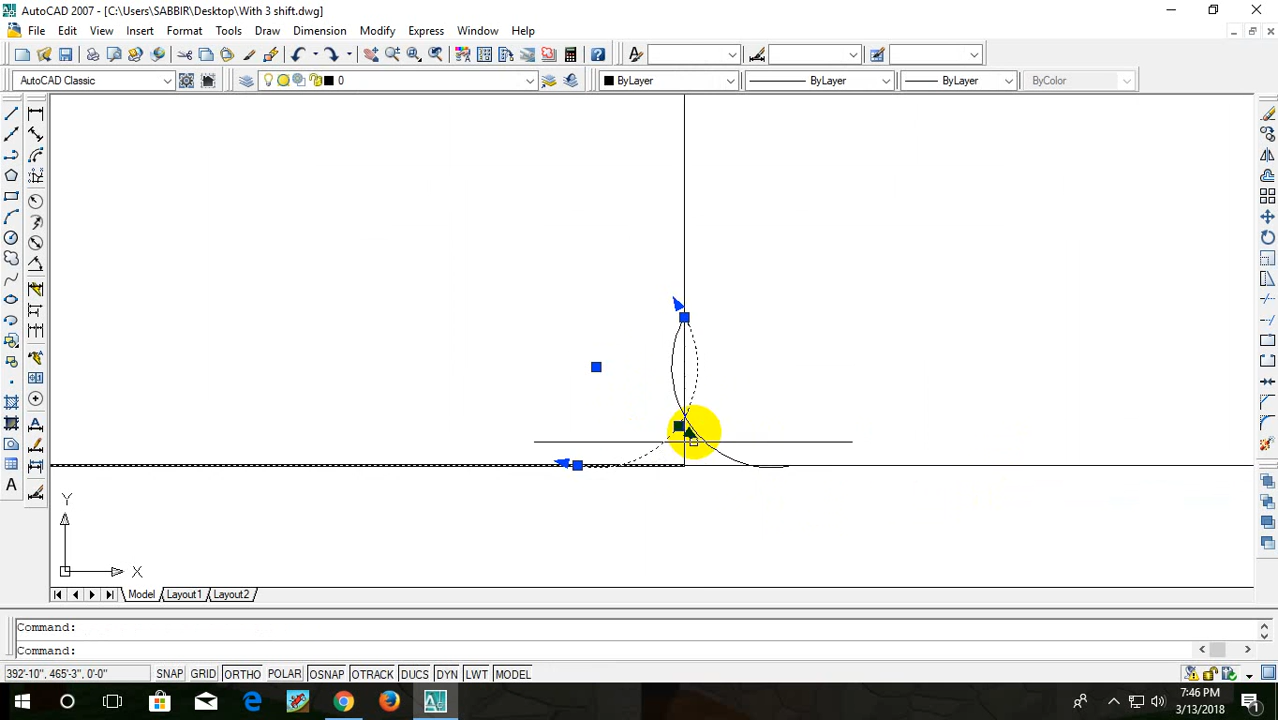 AutoCAD 2007 - [C:\Users\SABBIR\Desktop\With 3 shift.dwg]
File Edit View Insert Format Tools Draw Dimension Modify Express Window Help
AutoCAD Classic 0 ByLayer ByLayer ByLayer ByColor
A
Y
X
Model Layout1 Layout2
Command:
Command:
392'-10", 465'-3", 0'-0" SNAP GRID ORTHO POLAR OSNAP OTRACK DUCS DYN LWT MODEL
7:46 PM
3/13/2018